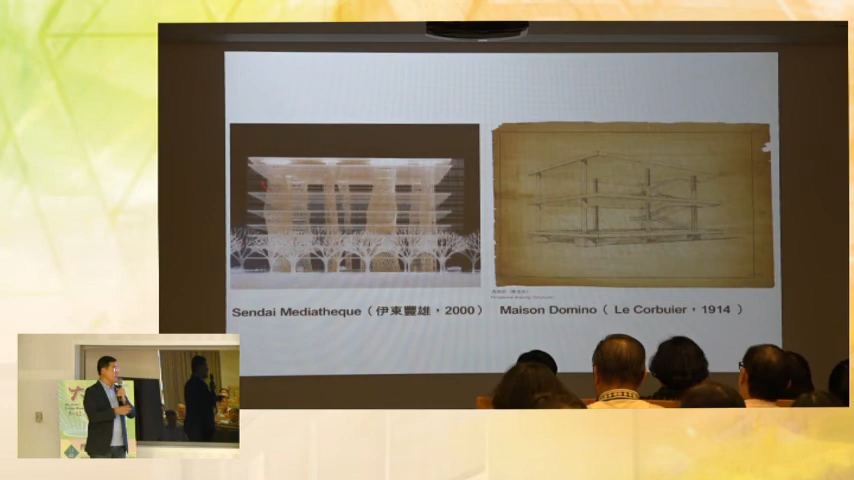 Sendai Mediatheque（伊東豐雄，2000）
Maison Domino（ Le Corbuier，1914 ）